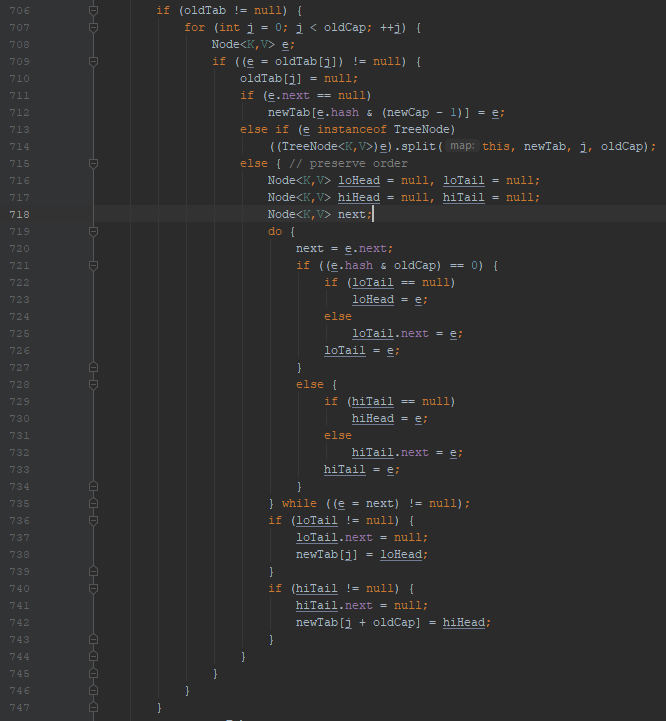 706 if (oldTab != null) {
707 for (int j = 0; j < oldCap; ++j) {
708 Node<K,V> e;
709 if ((e = oldTab[j]) != null) {
710 oldTab[j] = null;
711 if (e.next == null)
712 newTab[e.hash & (newCap - 1)] = e;
713 else if (e instanceof TreeNode)
714 ((TreeNode<K,V>)e).split( map: this, newTab, j, oldCap);
715 else { // preserve order
716 Node<K,V> loHead = null, loTail = null;
717 Node<K,V> hiHead = null, hiTail = null;
718 Node<K,V> next;
719 do {
720 next = e.next;
721 if ((e.hash & oldCap) == 0) {
722 if (loTail == null)
723 loHead = e;
724 else
725 loTail.next = e;
726 loTail = e;
727 }
728 else {
729 if (hiTail == null)
730 hiHead = e;
731 else
732 hiTail.next = e;
733 hiTail = e;
734 }
735 } while ((e = next) != null);
736 if (loTail != null) {
737 loTail.next = null;
738 newTab[j] = loHead;
739 }
740 if (hiTail != null) {
741 hiTail.next = null;
742 newTab[j + oldCap] = hiHead;
743 }
744 }
745 }
746 }
747 }